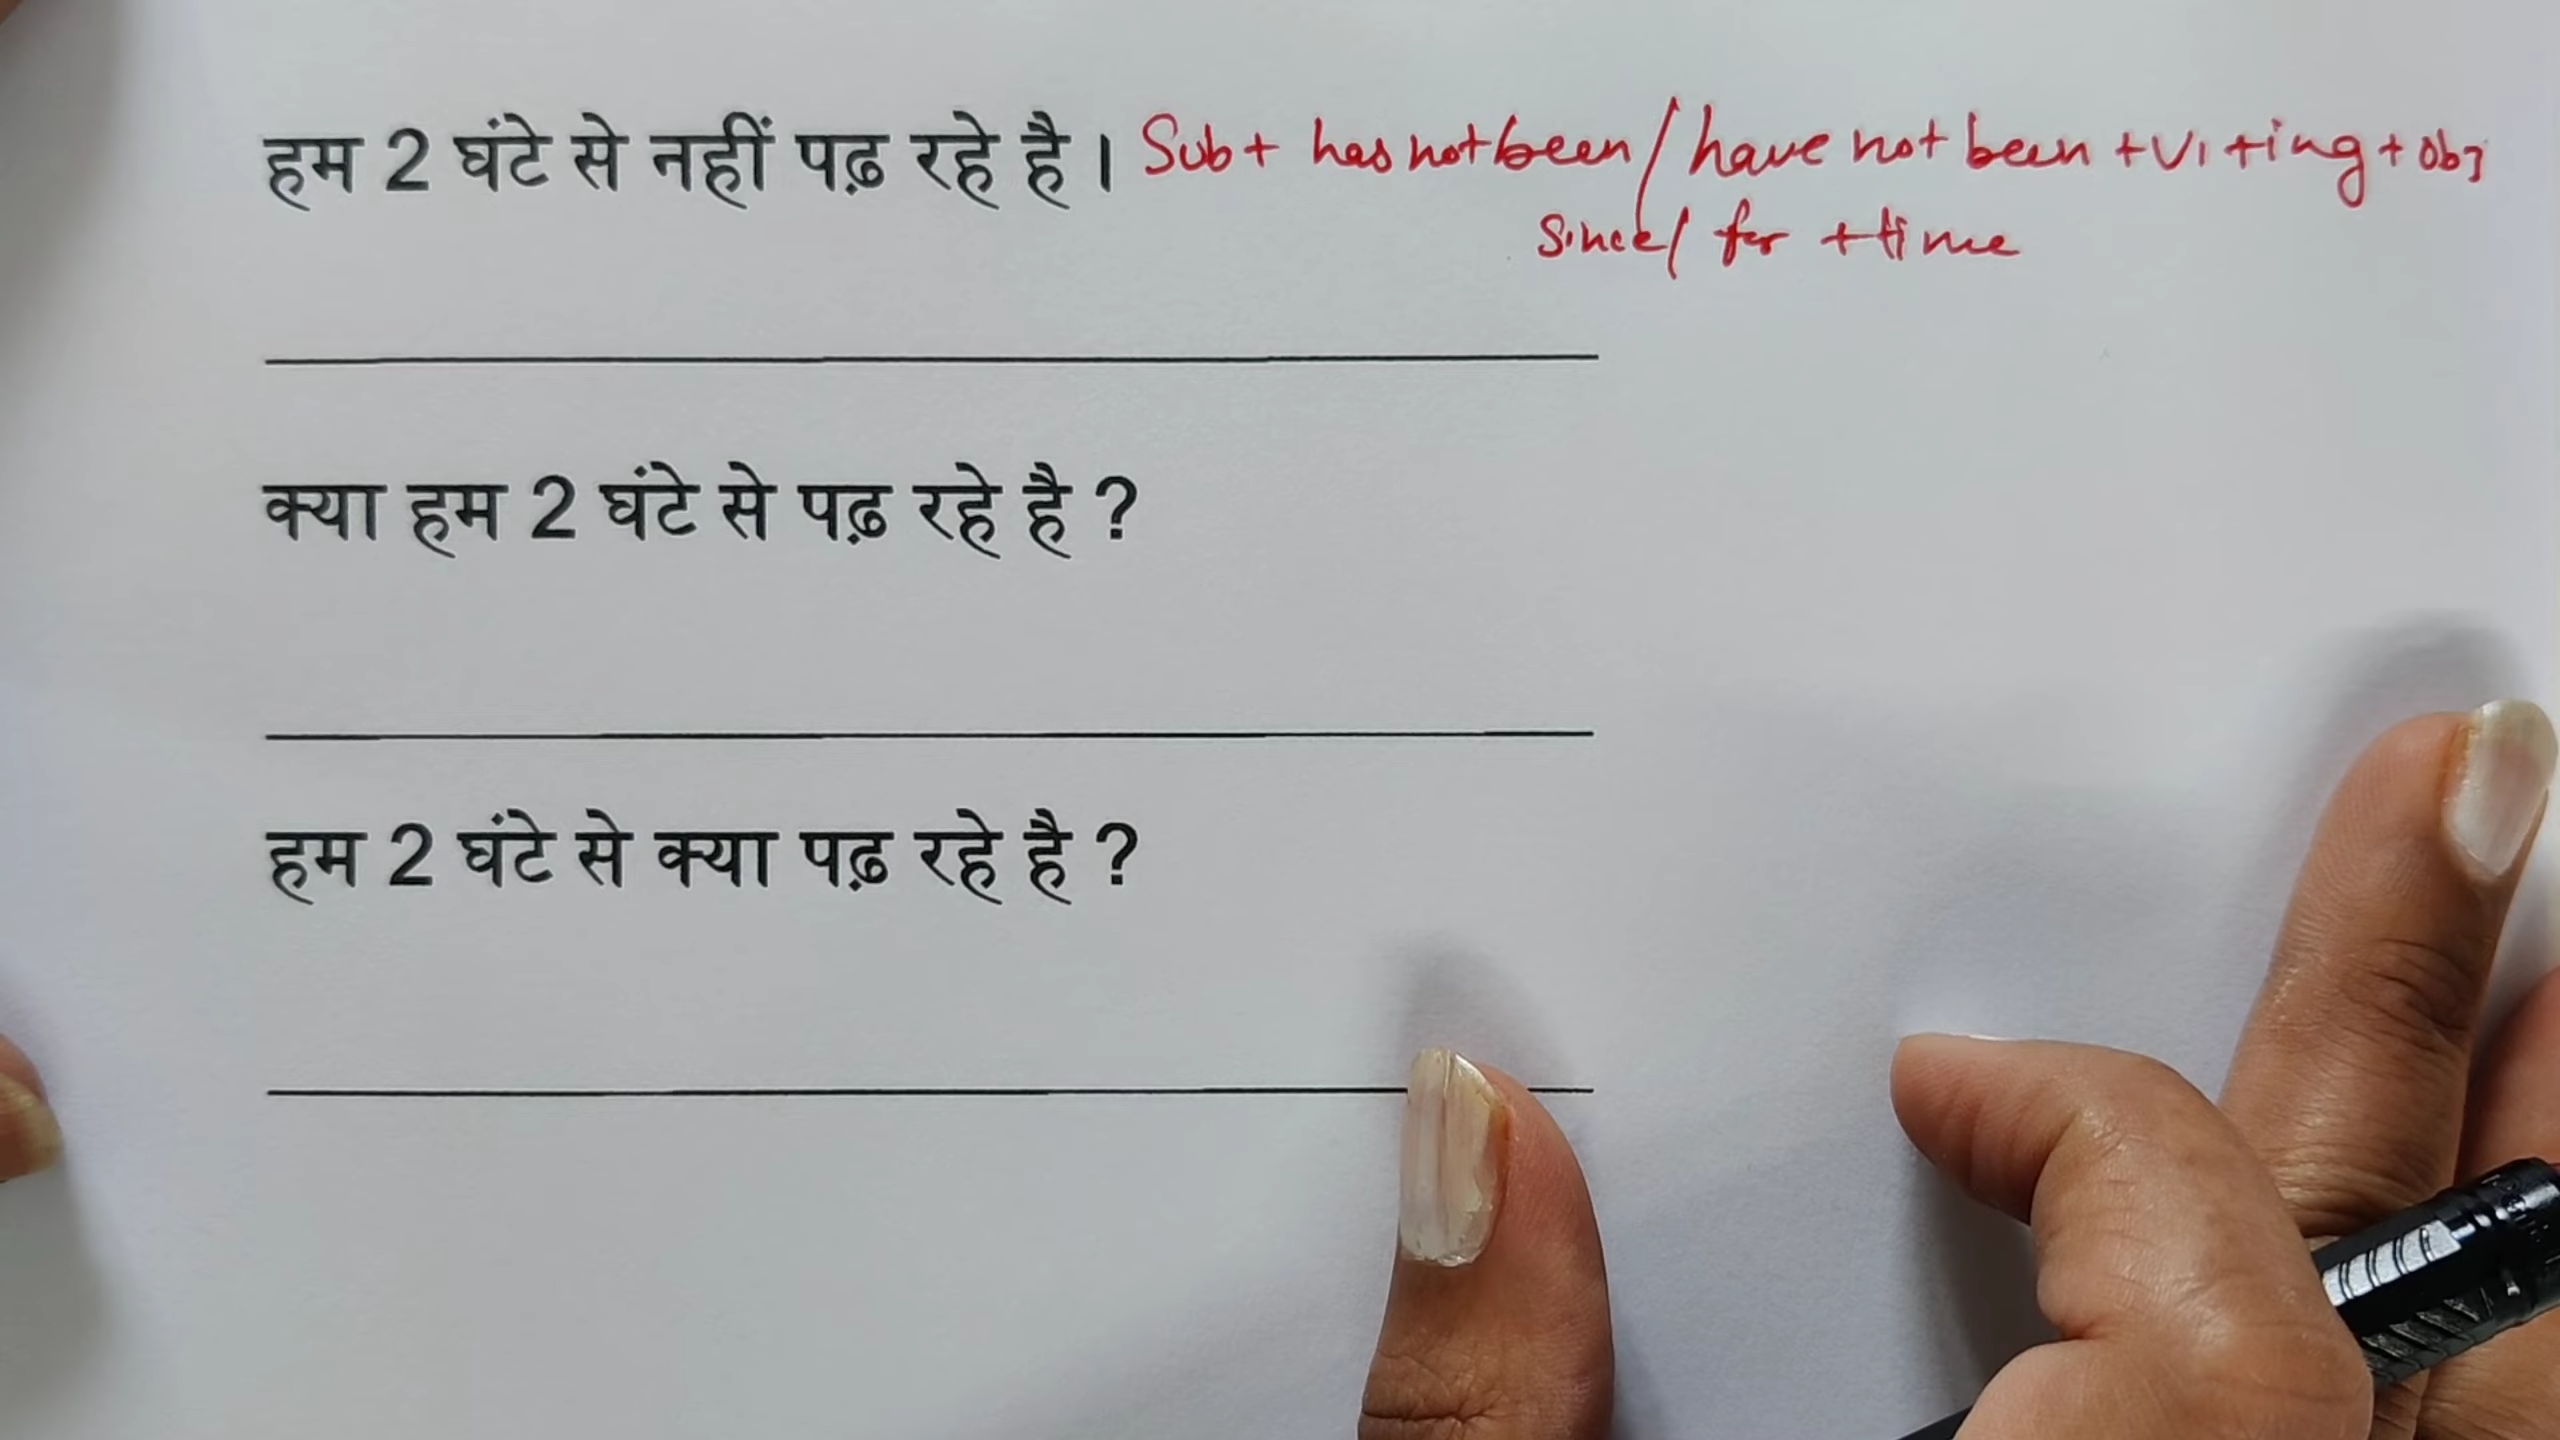 हम 2 घंटे से नहीं पढ़ रहे है । Sub + has not been / have not been + V1 + ing + obj
since / for + time
क्या हम 2 घंटे से पढ़ रहे है ?
हम 2 घंटे से क्या पढ़ रहे है ?